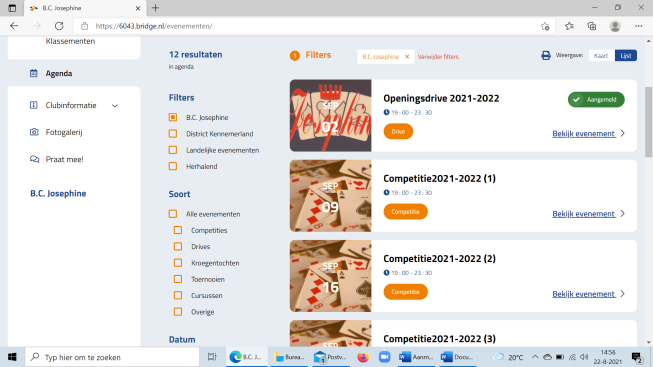 B.C. Josephine
https://6043.bridge.nl/evenementen/
Klassementen
Agenda
Clubinformatie
Fotogalerij
Praat mee!
B.C. Josephine
12 resultaten
in agenda
Filters
B.C. Josephine
District Kennemerland
Landelijke evenementen
Herhalend
Soort
Alle evenementen
Competities
Drives
Kroegentochten
Toernooien
Cursussen
Overige
Datum
1 Filters
B.C. Josephine ×
Verwijder filters
Weergave:
Kaart
Lijst
SEP
02
Openingsdrive 2021-2022
19:00 - 23:30
Drive
Aangemeld
Bekijk evenement
SEP
09
Competitie2021-2022 (1)
19:00 - 23:30
Competitie
Bekijk evenement
SEP
16
Competitie2021-2022 (2)
19:00 - 23:30
Competitie
Bekijk evenement
SEP
Competitie2021-2022 (3)
Typ hier om te zoeken
B.C. J...
Burea...
Postv...
Aanm...
Docu...
20°C
14:56
22-8-2021
2